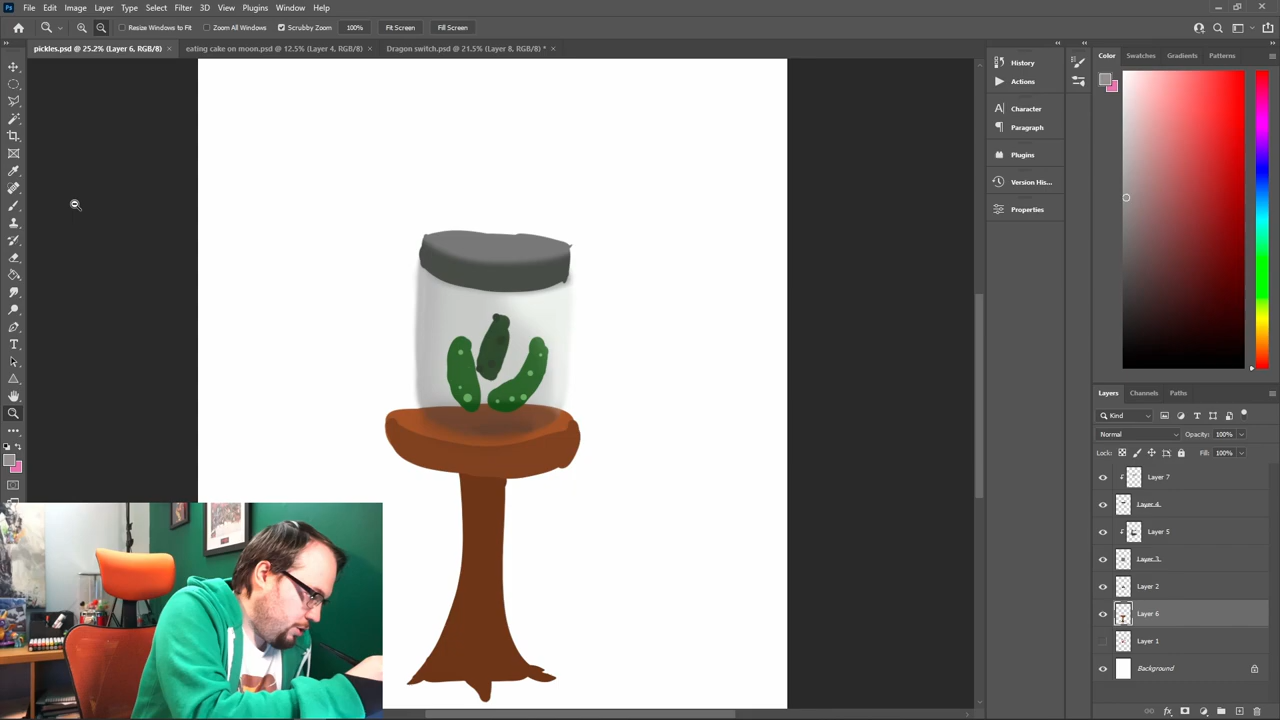 Ps File Edit Image Layer Type Select Filter 3D View Plugins Window Help
Resize Windows to Fit Zoom All Windows Scrubby Zoom 100% Fit Screen Fill Screen
pickles.psd @ 25.2% (Layer 6, RGB/8) × eating cake on moon.psd @ 12.5% (Layer 4, RGB/8) × Dragon switch.psd @ 21.5% (Layer 8, RGB/8) * ×
History
Actions
Character
Paragraph
Plugins
Version His...
Properties
Color Swatches Gradients Patterns
Layers Channels Paths
Kind
Normal Opacity: 100%
Lock: Fill: 100%
Layer 7
Layer 4
Layer 5
Layer 3
Layer 2
Layer 6
Layer 1
Background